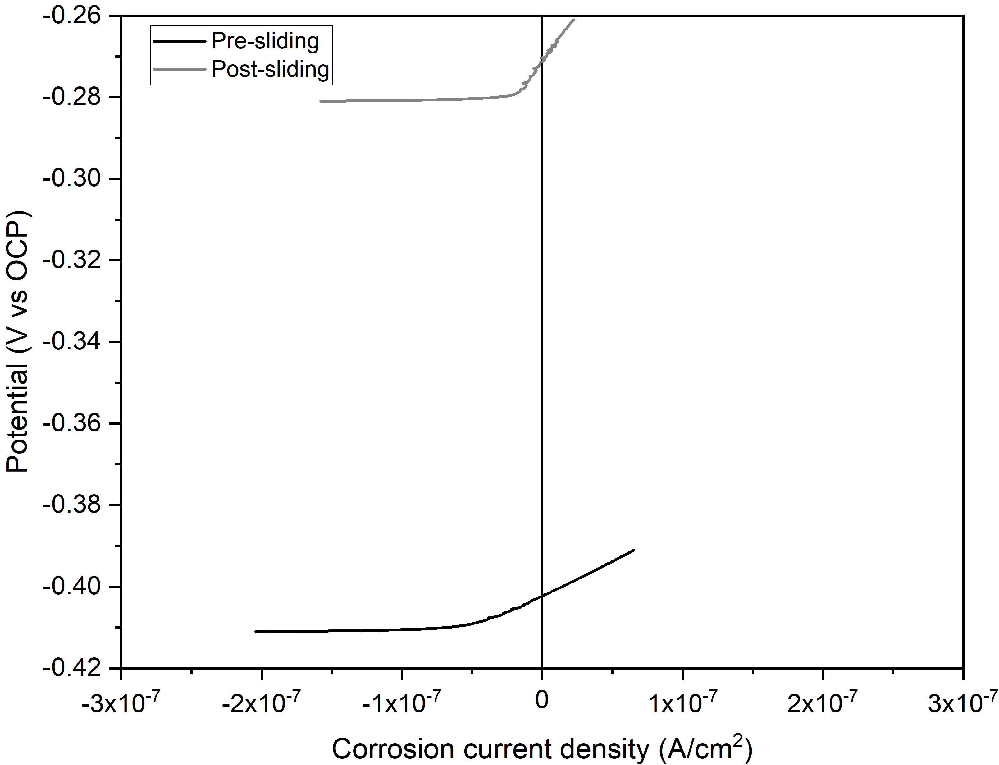 Pre-sliding
Post-sliding
-0.26
-0.28
-0.30
-0.32
-0.34
-0.36
-0.38
-0.40
-0.42
Potential (V vs OCP)
-3x10⁻⁷ -2x10⁻⁷ -1x10⁻⁷ 0 1x10⁻⁷ 2x10⁻⁷ 3x10⁻⁷
Corrosion current density (A/cm²)